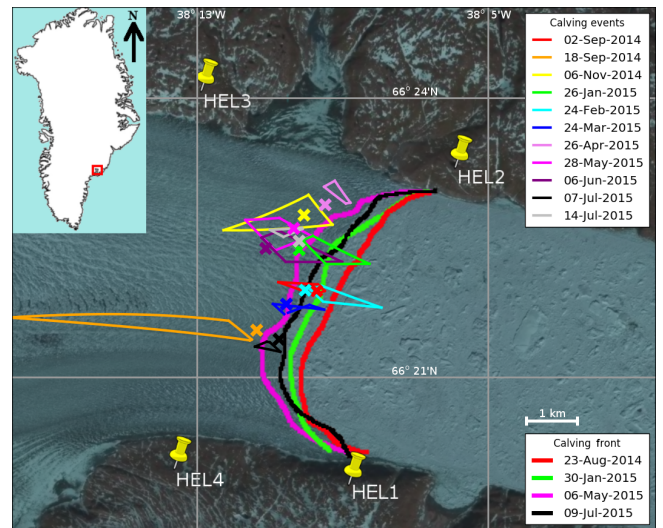 38° 13'W
38° 5'W
N
HEL3
66° 24'N
HEL2
Calving events
02-Sep-2014
18-Sep-2014
06-Nov-2014
26-Jan-2015
24-Feb-2015
24-Mar-2015
26-Apr-2015
28-May-2015
06-Jun-2015
07-Jul-2015
14-Jul-2015
66° 21'N
1 km
HEL4
HEL1
Calving front
23-Aug-2014
30-Jan-2015
06-May-2015
09-Jul-2015